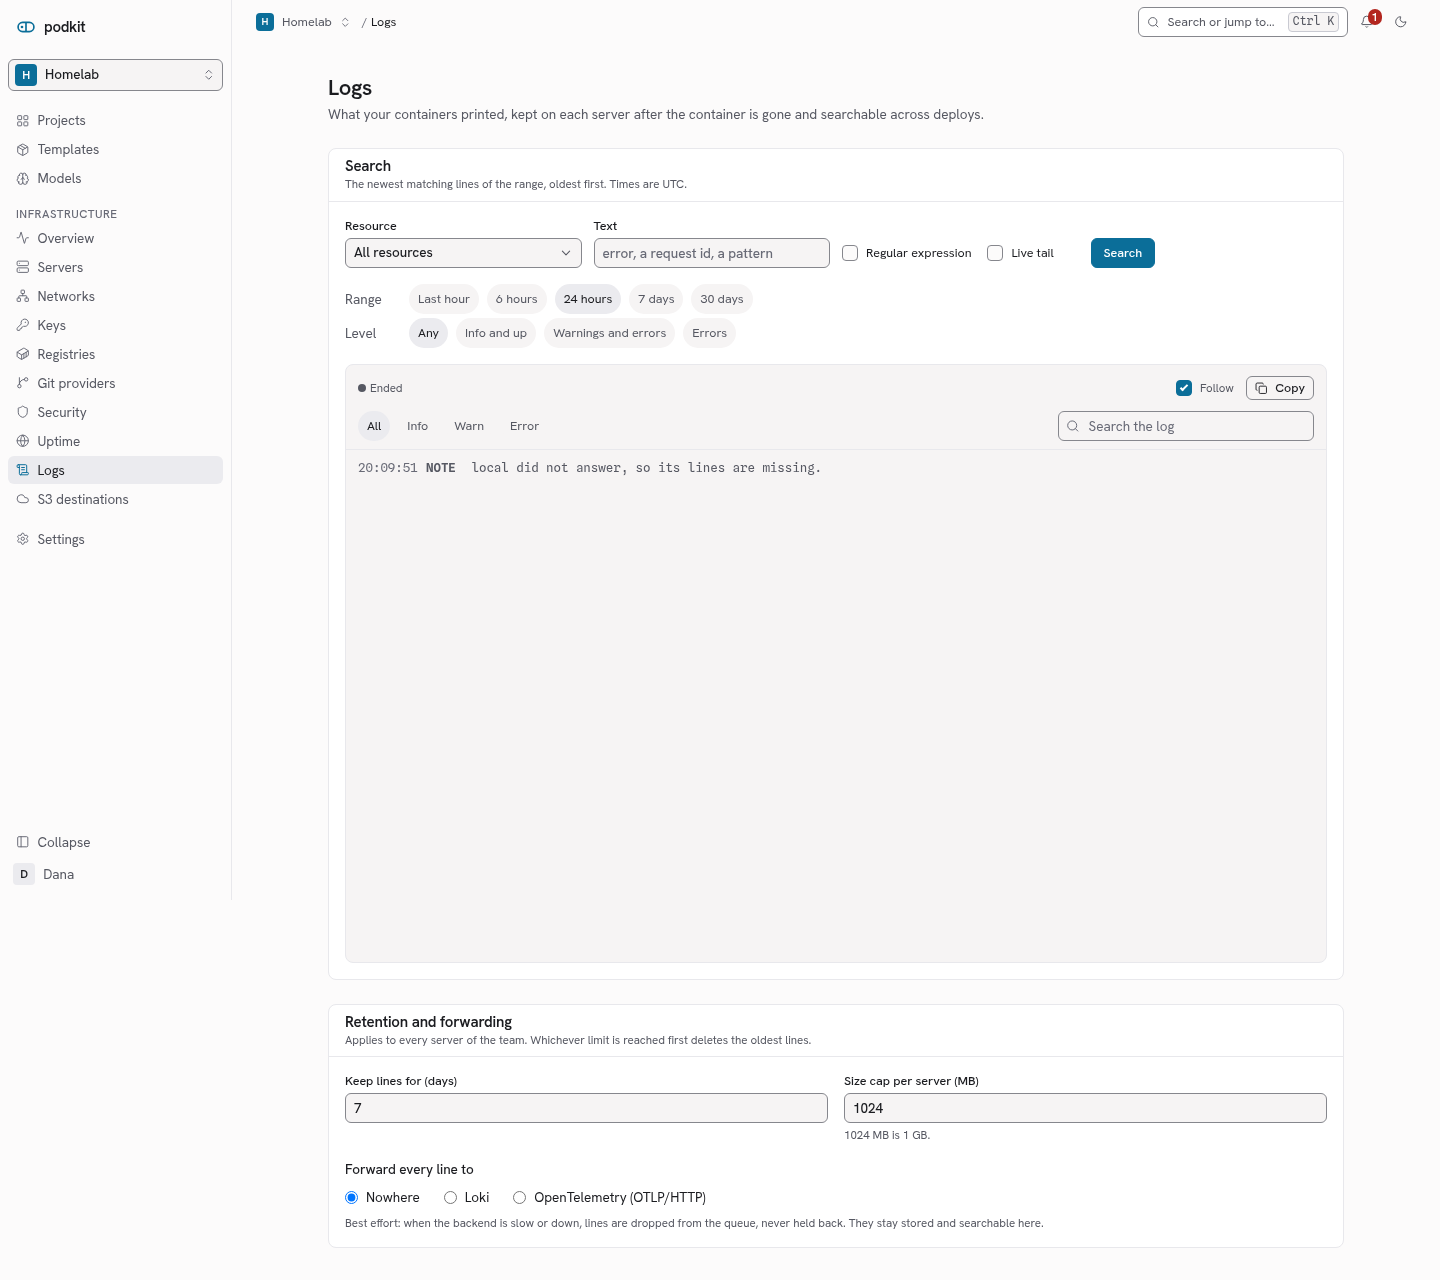 podkit
H Homelab
Projects
Templates
Models
INFRASTRUCTURE
Overview
Servers
Networks
Keys
Registries
Git providers
Security
Uptime
Logs
S3 destinations
Settings
Collapse
D Dana
H Homelab / Logs
Search or jump to... Ctrl K
1
Logs
What your containers printed, kept on each server after the container is gone and searchable across deploys.
Search
The newest matching lines of the range, oldest first. Times are UTC.
Resource Text
All resources error, a request id, a pattern Regular expression Live tail Search
Range Last hour 6 hours 24 hours 7 days 30 days
Level Any Info and up Warnings and errors Errors
Ended Follow Copy
All Info Warn Error Search the log
20:09:51 NOTE local did not answer, so its lines are missing.
Retention and forwarding
Applies to every server of the team. Whichever limit is reached first deletes the oldest lines.
Keep lines for (days) Size cap per server (MB)
7 1024
1024 MB is 1 GB.
Forward every line to
Nowhere Loki OpenTelemetry (OTLP/HTTP)
Best effort: when the backend is slow or down, lines are dropped from the queue, never held back. They stay stored and searchable here.